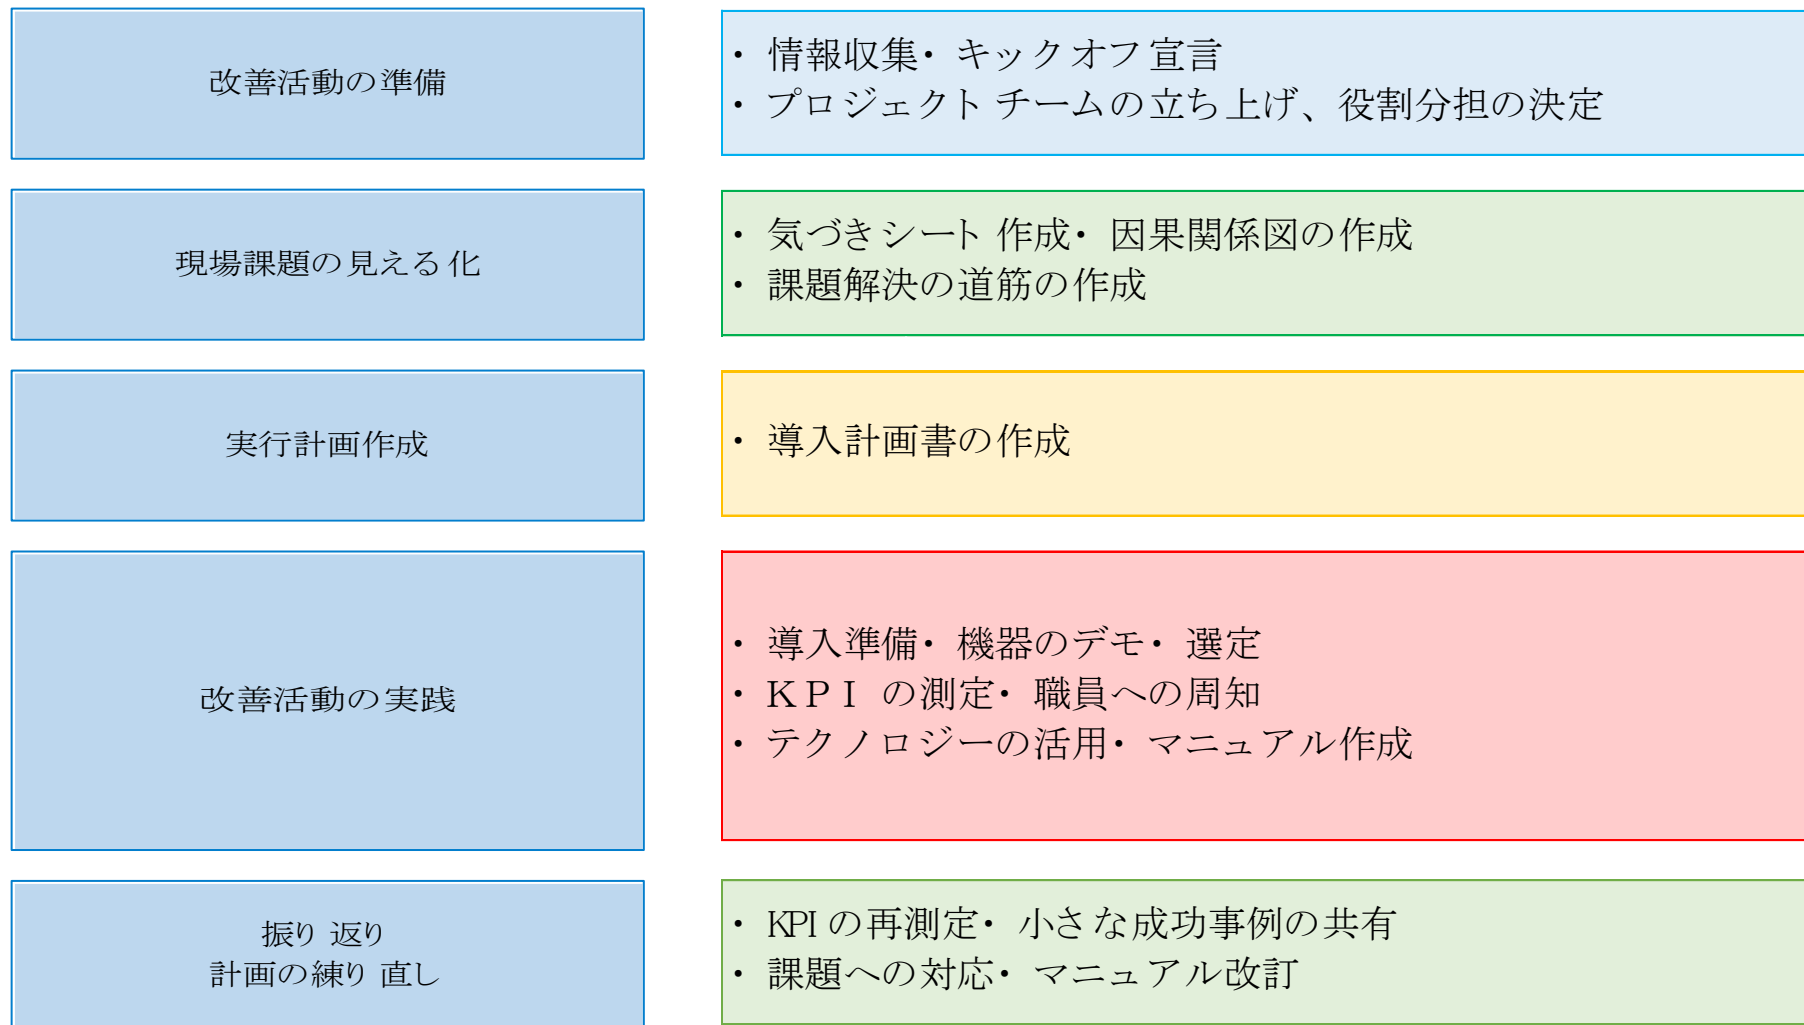 改善活動の準備
・情報収集・キックオフ宣言
・プロジェクトチームの立ち上げ、役割分担の決定
現場課題の見える化
・気づきシート作成・因果関係図の作成
・課題解決の道筋の作成
実行計画作成
・導入計画書の作成
改善活動の実践
・導入準備・機器のデモ・選定
・ＫＰＩの測定・職員への周知
・テクノロジーの活用・マニュアル作成
振り返り
計画の練り直し
・KPIの再測定・小さな成功事例の共有
・課題への対応・マニュアル改訂